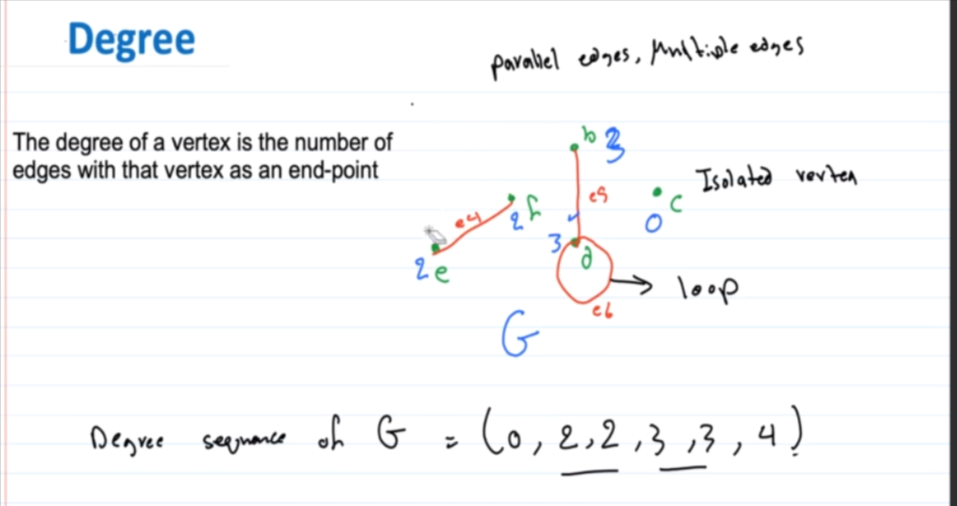 Degree
parallel edges, Multiple edges
The degree of a vertex is the number of
edges with that vertex as an end-point
b 3
Isolated vertex
e5
c
0
e4
f
2
3
d
2 e
loop
e6
G
Degree sequance of G = (0, 2, 2, 3, 3, 4)